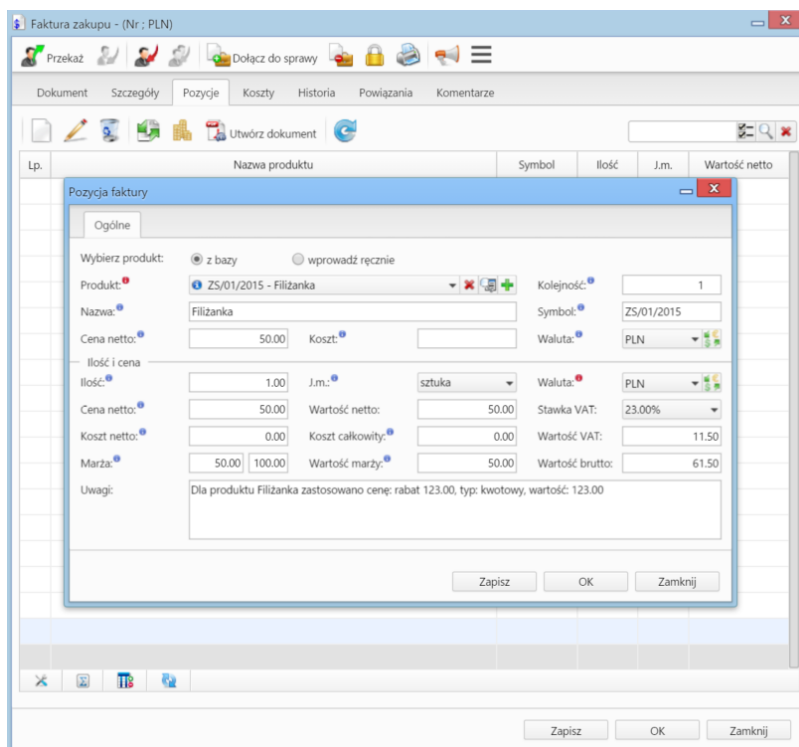 Faktura zakupu - (Nr ; PLN)
Przekaż Dołącz do sprawy
Dokument Szczegóły Pozycje Koszty Historia Powiązania Komentarze
Utwórz dokument
Lp. Nazwa produktu Symbol Ilość J.m. Wartość netto
Pozycja faktury
Ogólne
Wybierz produkt: z bazy wprowadź ręcznie
Produkt: ZS/01/2015 - Filiżanka Kolejność: 1
Nazwa: Filiżanka Symbol: ZS/01/2015
Cena netto: 50.00 Koszt: Waluta: PLN
Ilość i cena
Ilość: 1.00 J.m.: sztuka Waluta: PLN
Cena netto: 50.00 Wartość netto: 50.00 Stawka VAT: 23.00%
Koszt netto: 0.00 Koszt całkowity: 0.00 Wartość VAT: 11.50
Marża: 50.00 100.00 Wartość marży: 50.00 Wartość brutto: 61.50
Uwagi: Dla produktu Filiżanka zastosowano cenę: rabat 123.00, typ: kwotowy, wartość: 123.00
Zapisz OK Zamknij
Zapisz OK Zamknij